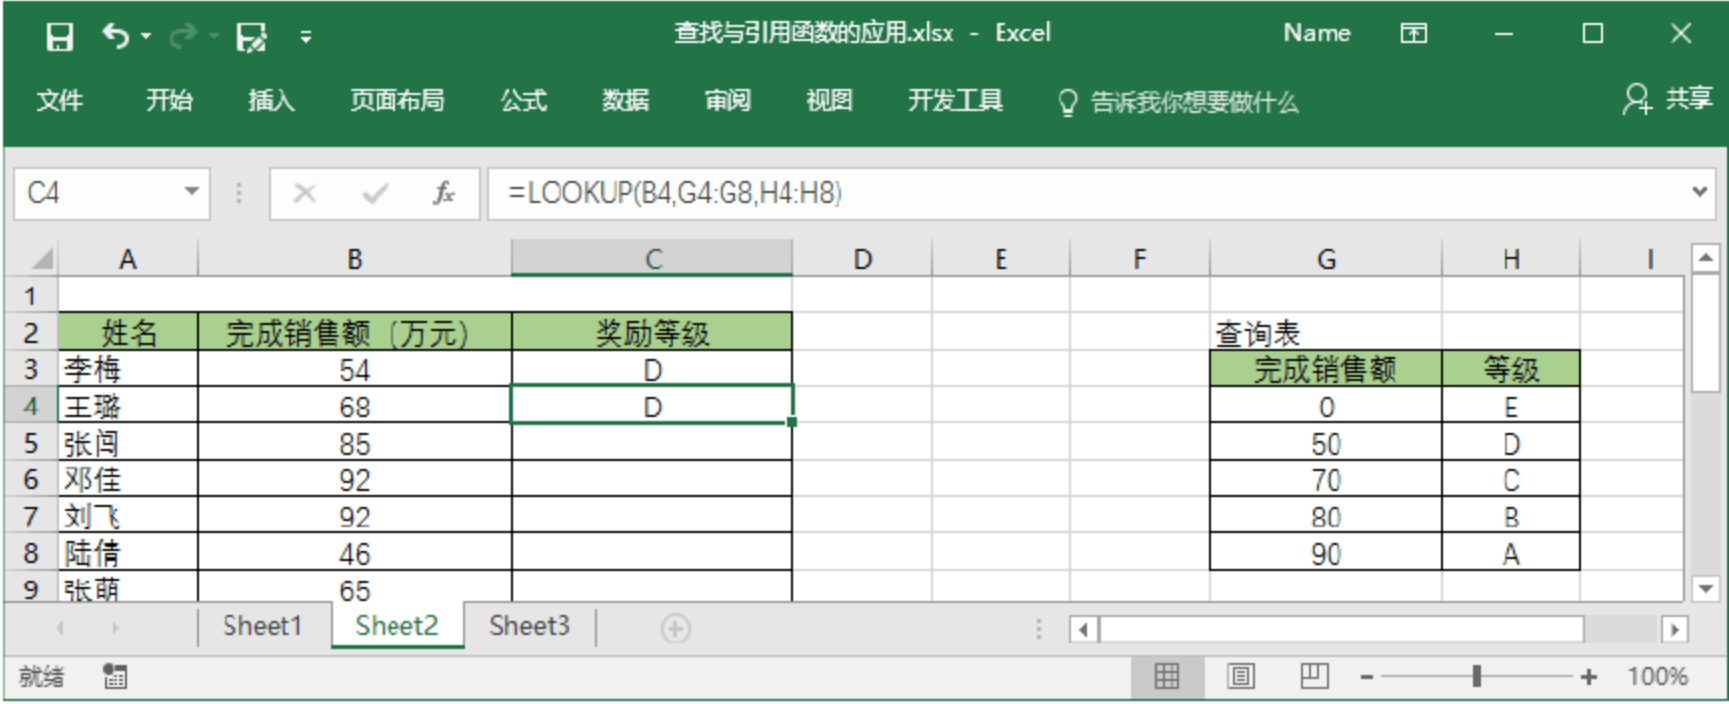 查找与引用函数的应用.xlsx - Excel Name
文件 开始 插入 页面布局 公式 数据 审阅 视图 开发工具 告诉我你想要做什么 共享
C4 fx =LOOKUP(B4,G4:G8,H4:H8)
A B C D E F G H I
1
2 姓名 完成销售额（万元） 奖励等级 查询表
3 李梅 54 D 完成销售额 等级
4 王璐 68 D 0 E
5 张闯 85 50 D
6 邓佳 92 70 C
7 刘飞 92 80 B
8 陆倩 46 90 A
9 张萌 65
Sheet1 Sheet2 Sheet3
就绪 100%